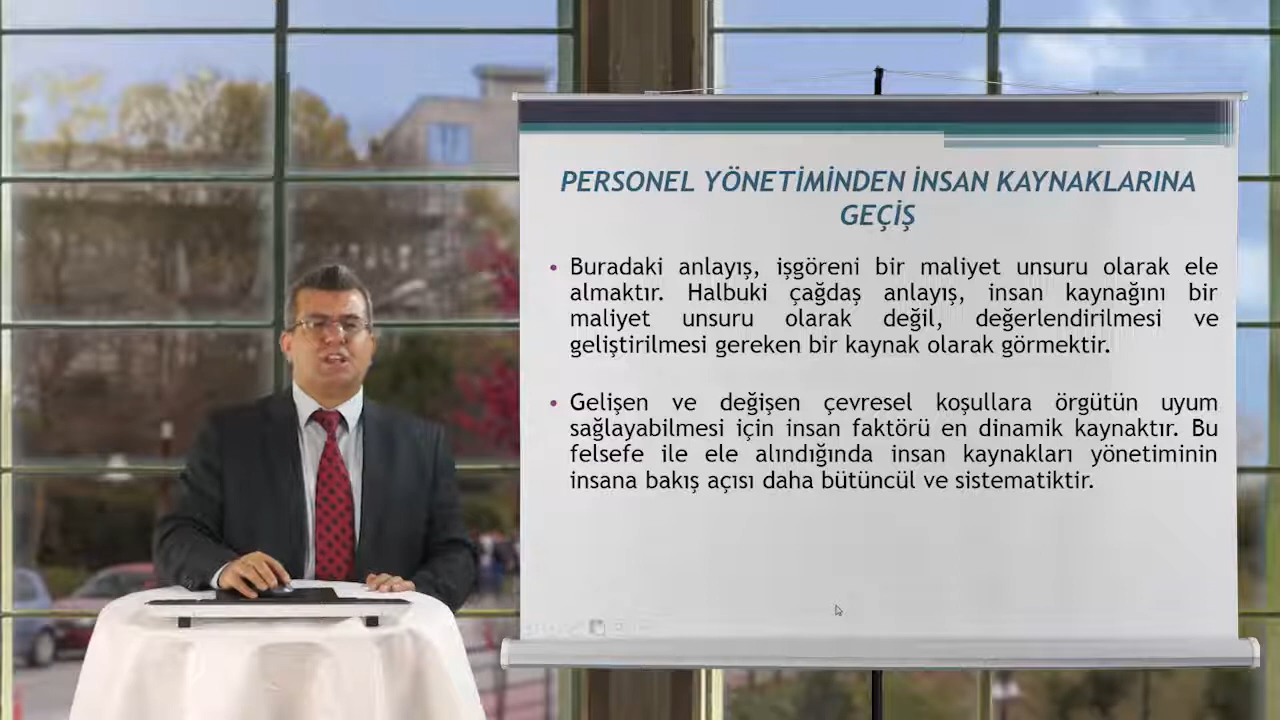 PERSONEL YÖNETİMİNDEN İNSAN KAYNAKLARINA
GEÇİŞ
• Buradaki anlayış, işgöreni bir maliyet unsuru olarak ele
almaktır. Halbuki çağdaş anlayış, insan kaynağını bir
maliyet unsuru olarak değil, değerlendirilmesi ve
geliştirilmesi gereken bir kaynak olarak görmektir.
• Gelişen ve değişen çevresel koşullara örgütün uyum
sağlayabilmesi için insan faktörü en dinamik kaynaktır. Bu
felsefe ile ele alındığında insan kaynakları yönetiminin
insana bakış açısı daha bütüncül ve sistematiktir.